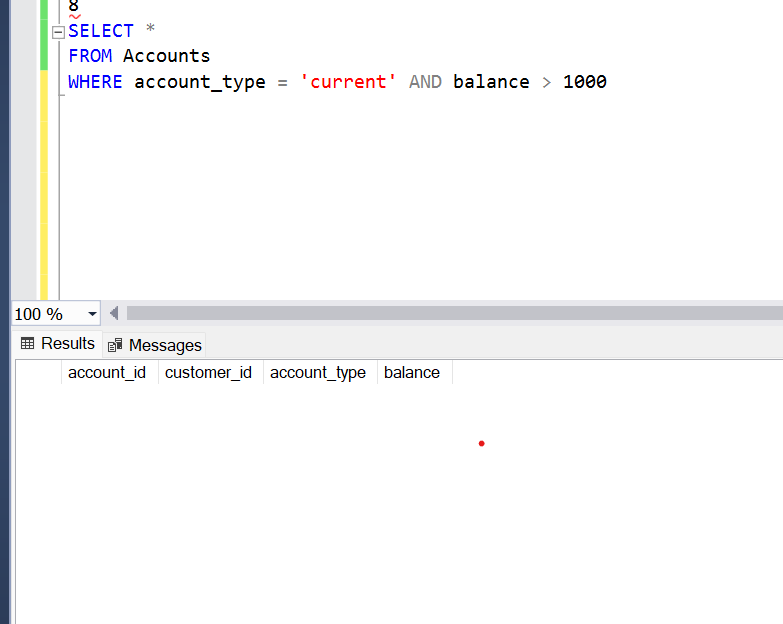 8
SELECT *
FROM Accounts
WHERE account_type = 'current' AND balance > 1000
100 %
Results Messages
account_id customer_id account_type balance